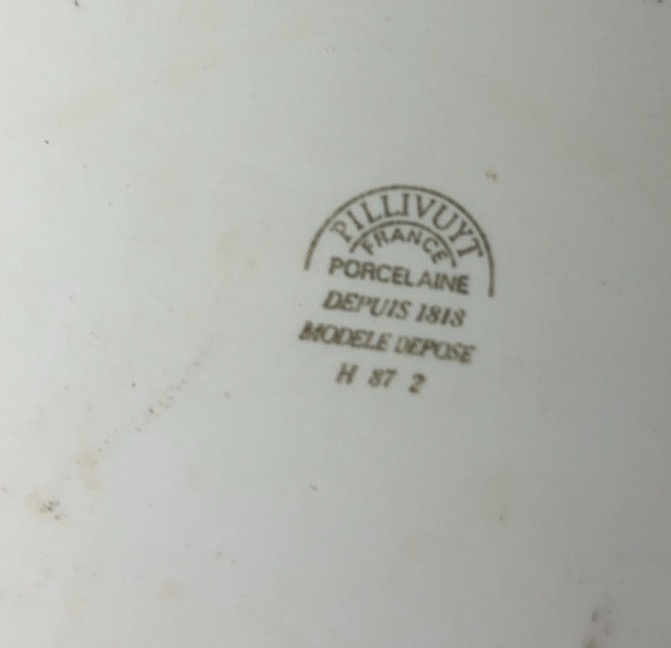 PILLIVUYT
FRANCE
PORCELAINE
DEPUIS 1818
MODELE DEPOSE
H 87 2